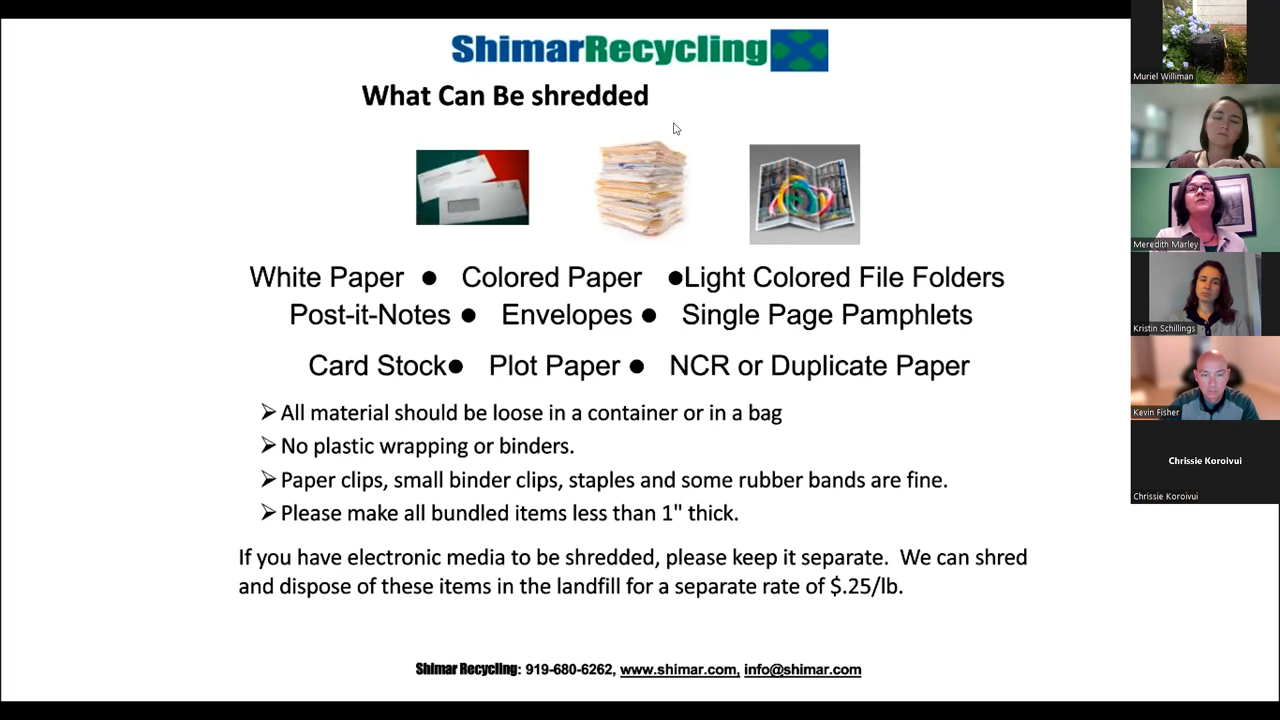 ShimarRecycling
What Can Be shredded
White Paper ● Colored Paper ●Light Colored File Folders
Post-it-Notes ● Envelopes ● Single Page Pamphlets
Card Stock● Plot Paper ● NCR or Duplicate Paper
➢All material should be loose in a container or in a bag
➢No plastic wrapping or binders.
➢Paper clips, small binder clips, staples and some rubber bands are fine.
➢Please make all bundled items less than 1" thick.
If you have electronic media to be shredded, please keep it separate. We can shred
and dispose of these items in the landfill for a separate rate of $.25/lb.
Shimar Recycling: 919-680-6262, www.shimar.com, info@shimar.com
Muriel Williman
Meredith Marley
Kristin Schillings
Kevin Fisher
Chrissie Koroivui
Chrissie Koroivui